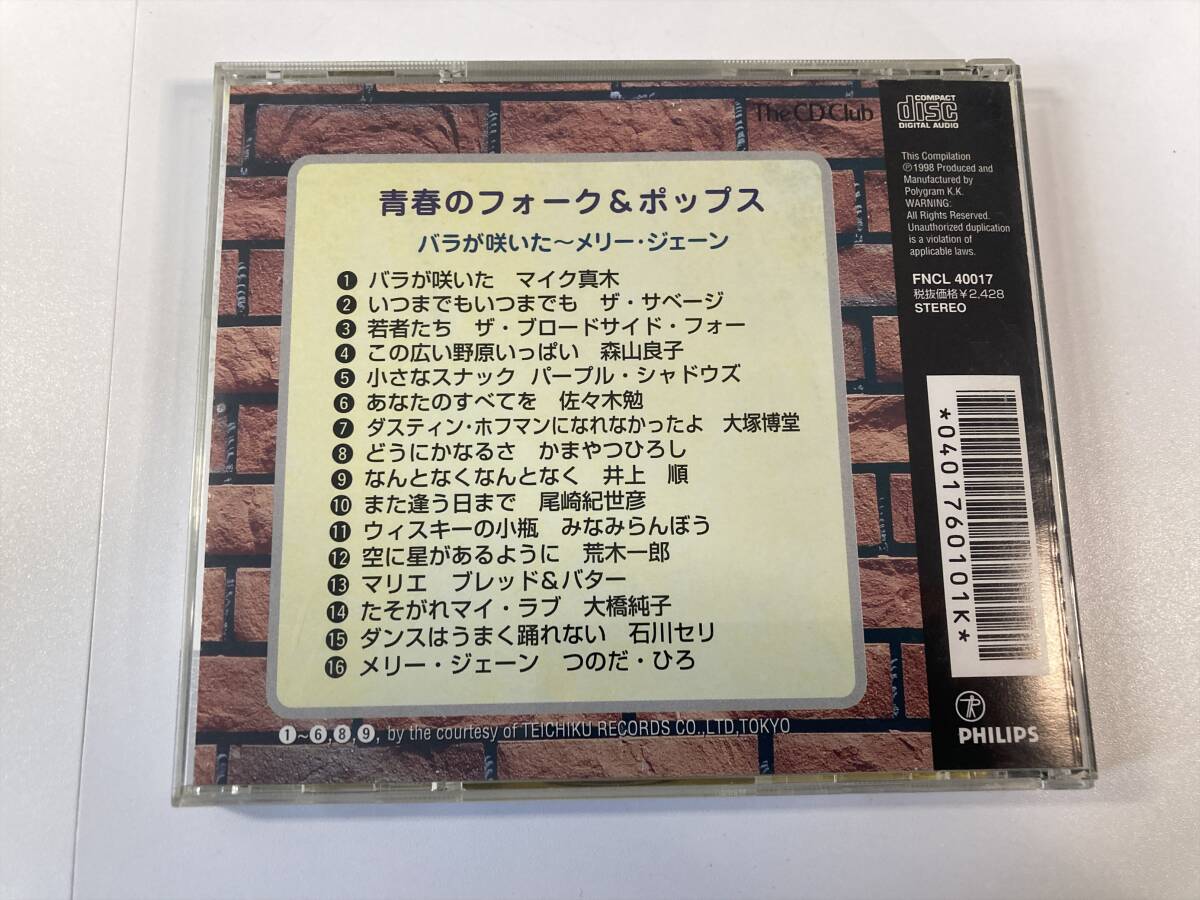 The CD Club
COMPACT
disc
DIGITAL AUDIO
青春のフォーク&ポップス
バラが咲いた～メリー・ジェーン
❶ バラが咲いた マイク真木
❷ いつまでもいつまでも ザ・サベージ
❸ 若者たち ザ・ブロードサイド・フォー
❹ この広い野原いっぱい 森山良子
❺ 小さなスナック パープル・シャドウズ
❻ あなたのすべてを 佐々木勉
❼ ダスティン・ホフマンになれなかったよ 大塚博堂
❽ どうにかなるさ かまやつひろし
❾ なんとなくなんとなく 井上 順
❿ また逢う日まで 尾崎紀世彦
⓫ ウィスキーの小瓶 みなみらんぼう
⓬ 空に星があるように 荒木一郎
⓭ マリエ ブレッド&バター
⓮ たそがれマイ・ラブ 大橋純子
⓯ ダンスはうまく踊れない 石川セリ
⓰ メリー・ジェーン つのだ・ひろ
❶~❻,❽,❾, by the courtesy of TEICHIKU RECORDS CO.,LTD,TOKYO
This Compilation
℗1998 Produced and
Manufactured by
Polygram K.K.
WARNING:
All Rights Reserved.
Unauthorized duplication
is a violation of
applicable laws.
FNCL 40017
税抜価格¥2,428
STEREO
*0401760101K*
PHILIPS